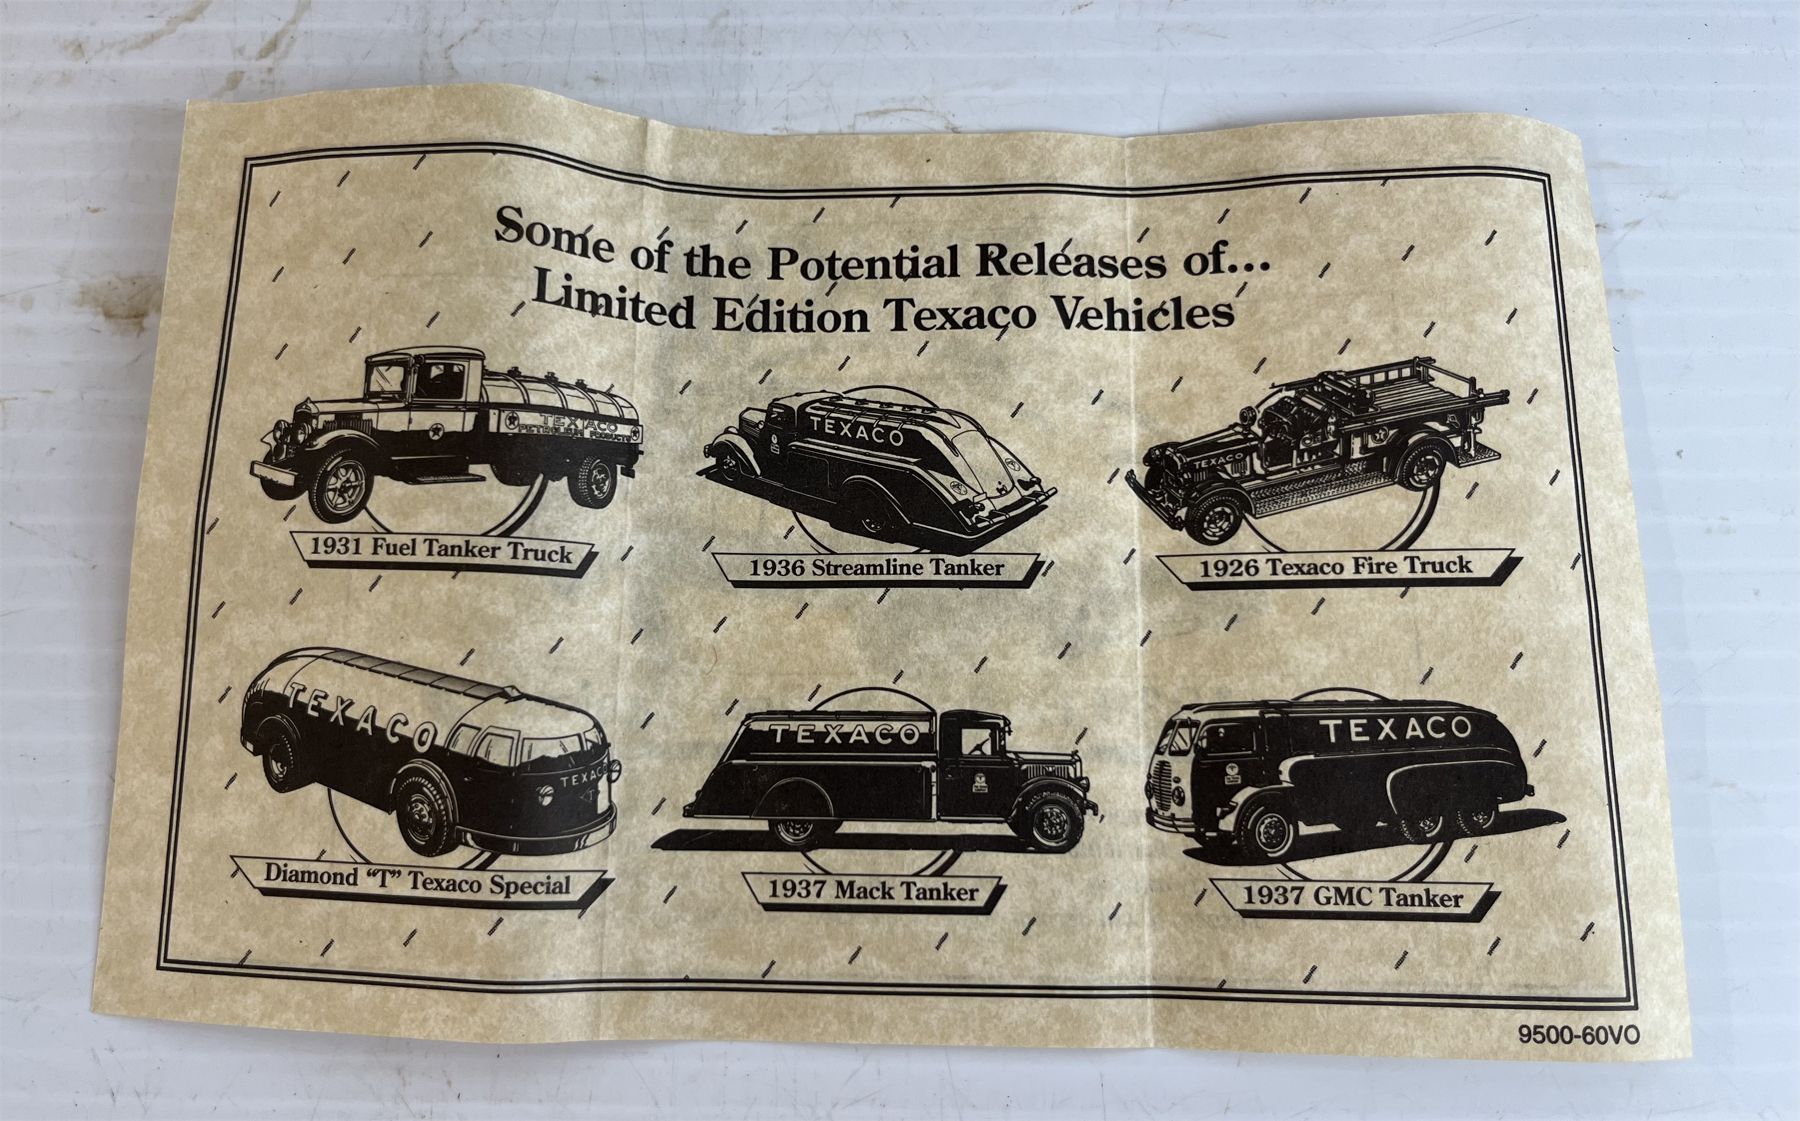 Some of the Potential Releases of...
Limited Edition Texaco Vehicles
TEXACO
PETROLEUM PRODUCTS
1931 Fuel Tanker Truck
TEXACO
1936 Streamline Tanker
TEXACO
1926 Texaco Fire Truck
TEXACO
TEXACO
Diamond “T” Texaco Special
TEXACO
1937 Mack Tanker
TEXACO
1937 GMC Tanker
9500-60VO